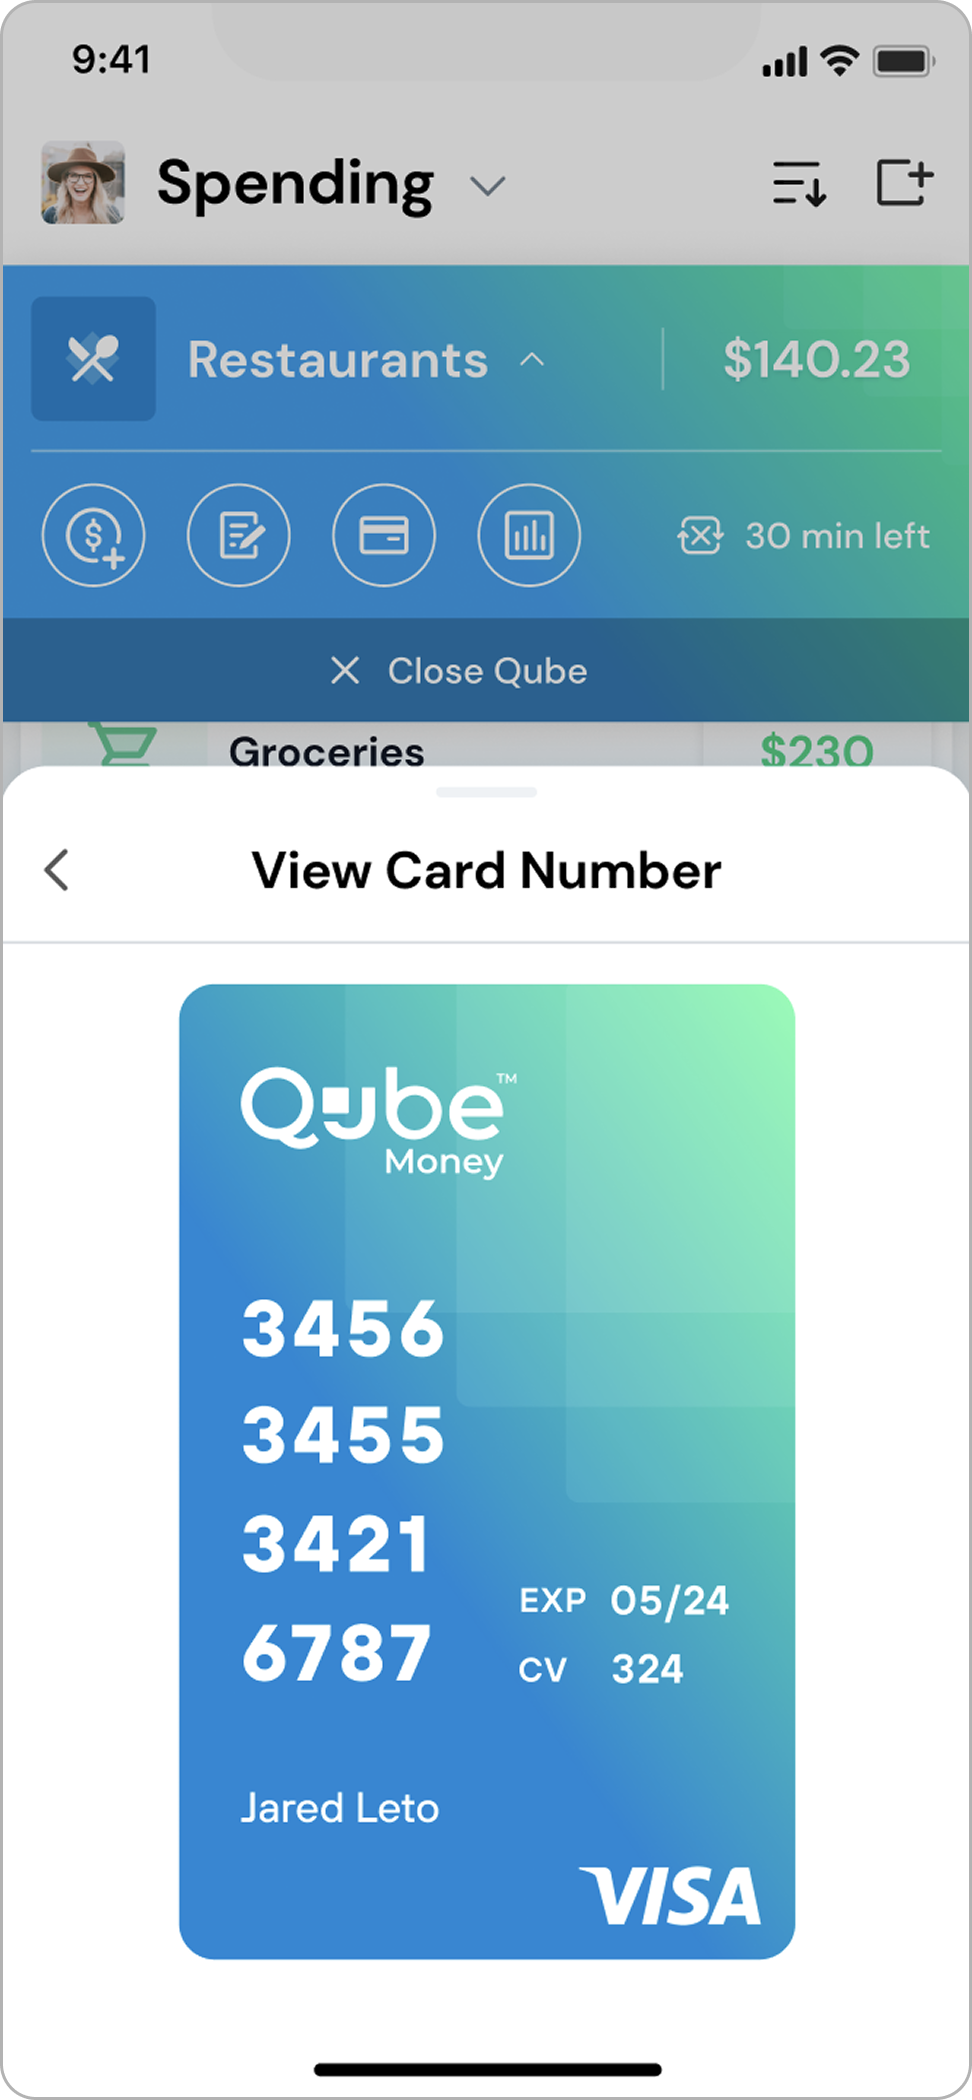 9:41
Spending
Restaurants
$140.23
30 min left
Close Qube
Groceries
$230
View Card Number
Qube™
Money
3456
3455
3421
6787
EXP 05/24
CV 324
Jared Leto
VISA